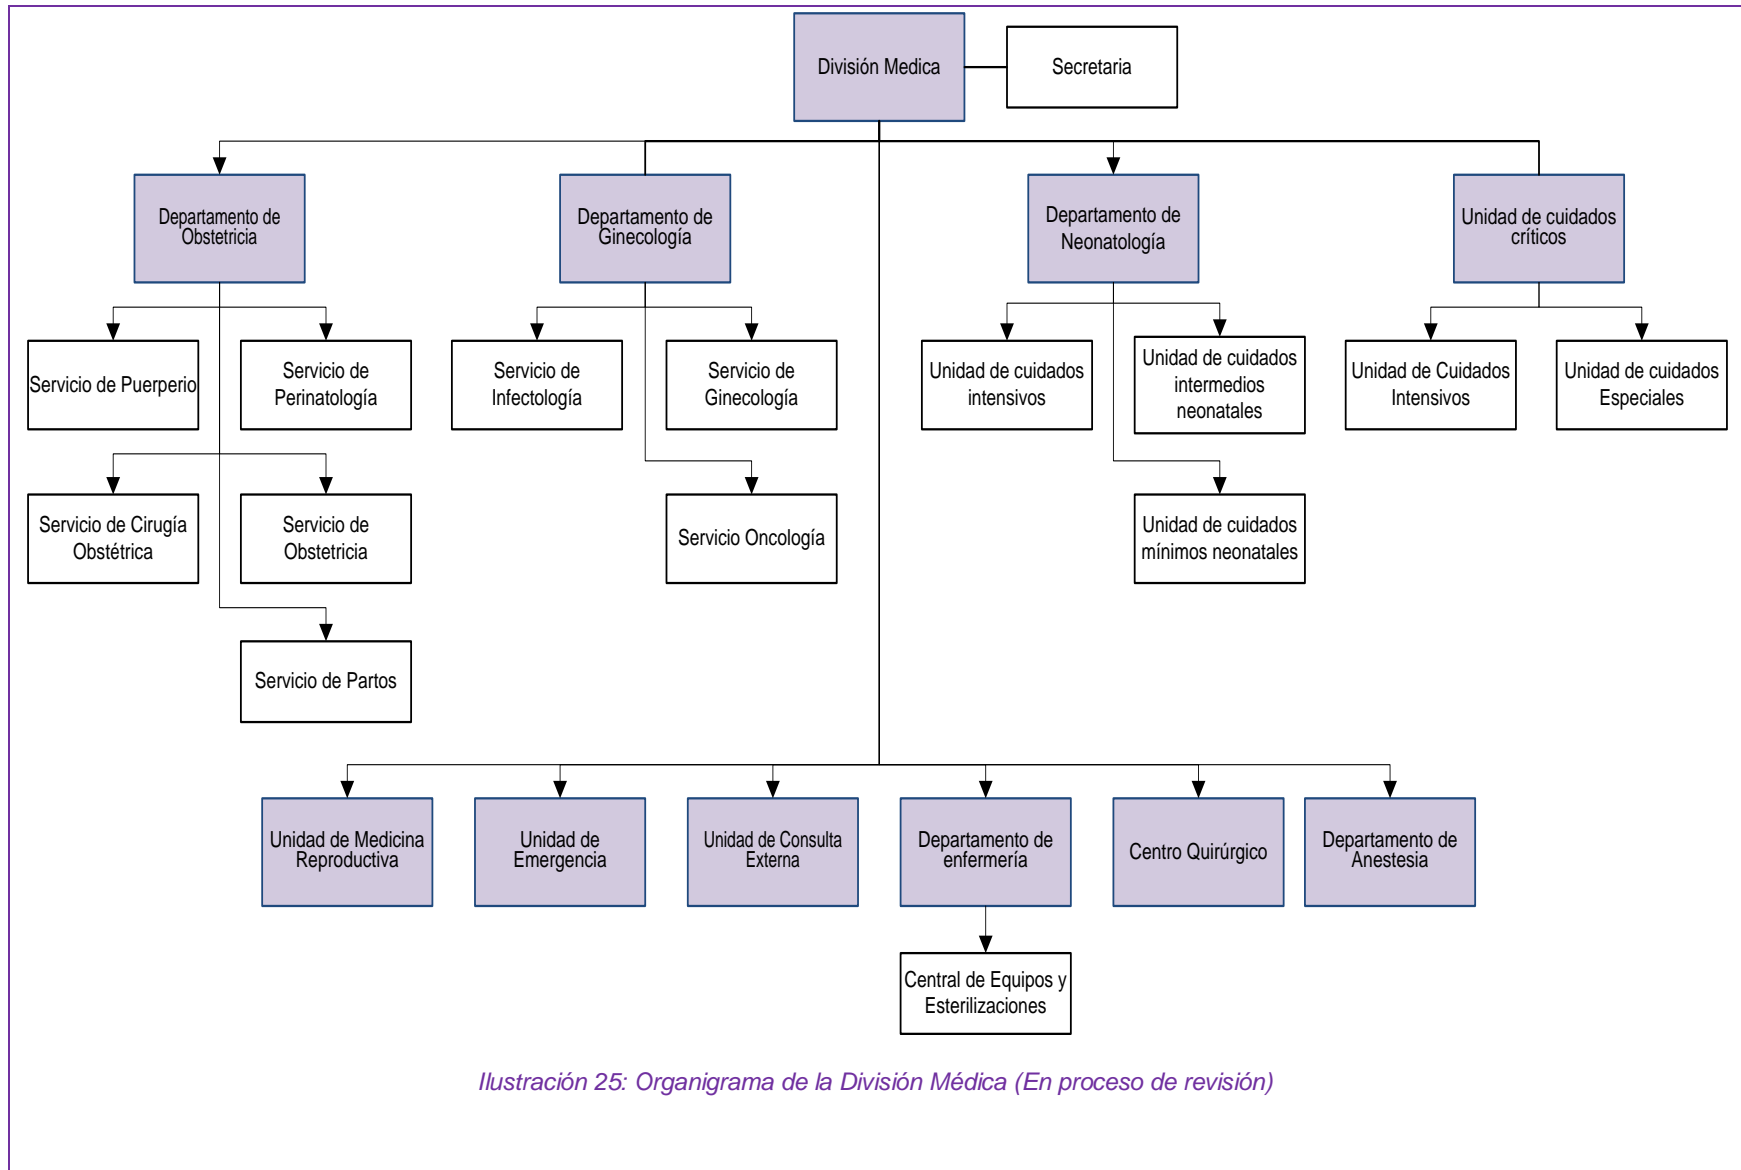 División Medica
Secretaria
Departamento de
Obstetricia
Departamento de
Ginecología
Departamento de
Neonatología
Unidad de cuidados
críticos
Servicio de Puerperio
Servicio de
Perinatología
Servicio de
Infectología
Servicio de
Ginecología
Unidad de cuidados
intensivos
Unidad de cuidados
intermedios
neonatales
Unidad de Cuidados
Intensivos
Unidad de cuidados
Especiales
Servicio de Cirugía
Obstétrica
Servicio de
Obstetricia
Servicio Oncología
Unidad de cuidados
mínimos neonatales
Servicio de Partos
Unidad de Medicina
Reproductiva
Unidad de
Emergencia
Unidad de Consulta
Externa
Departamento de
enfermería
Centro Quirúrgico
Departamento de
Anestesia
Central de Equipos y
Esterilizaciones
Ilustración 25: Organigrama de la División Médica (En proceso de revisión)